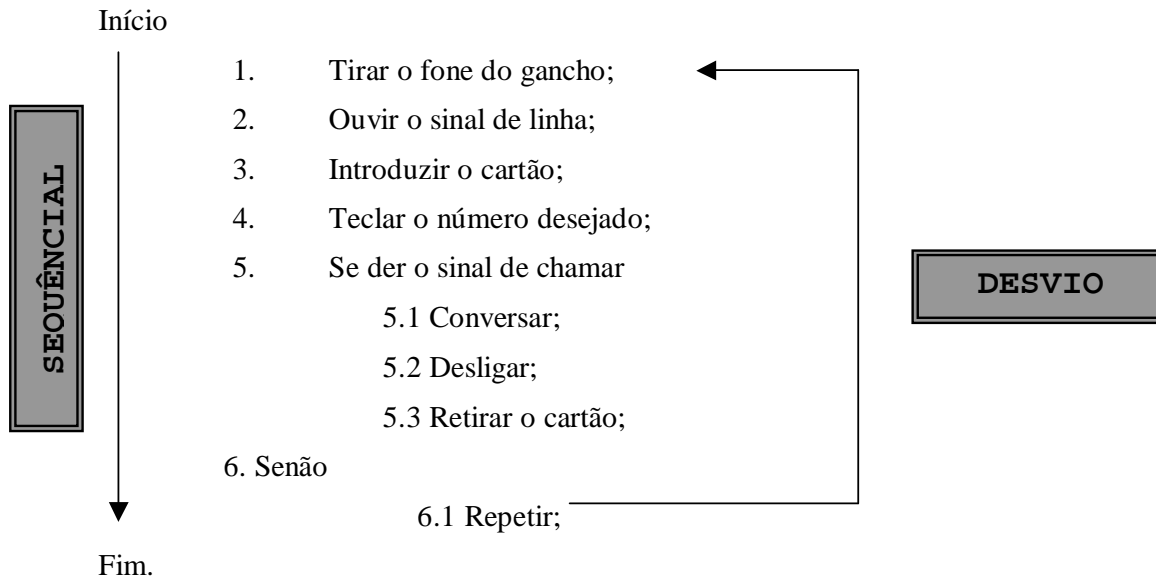 Início
1. Tirar o fone do gancho;
2. Ouvir o sinal de linha;
3. Introduzir o cartão;
4. Teclar o número desejado;
5. Se der o sinal de chamar
5.1 Conversar;
5.2 Desligar;
5.3 Retirar o cartão;
6. Senão
6.1 Repetir;
Fim.
SEQUÊNCIAL
DESVIO